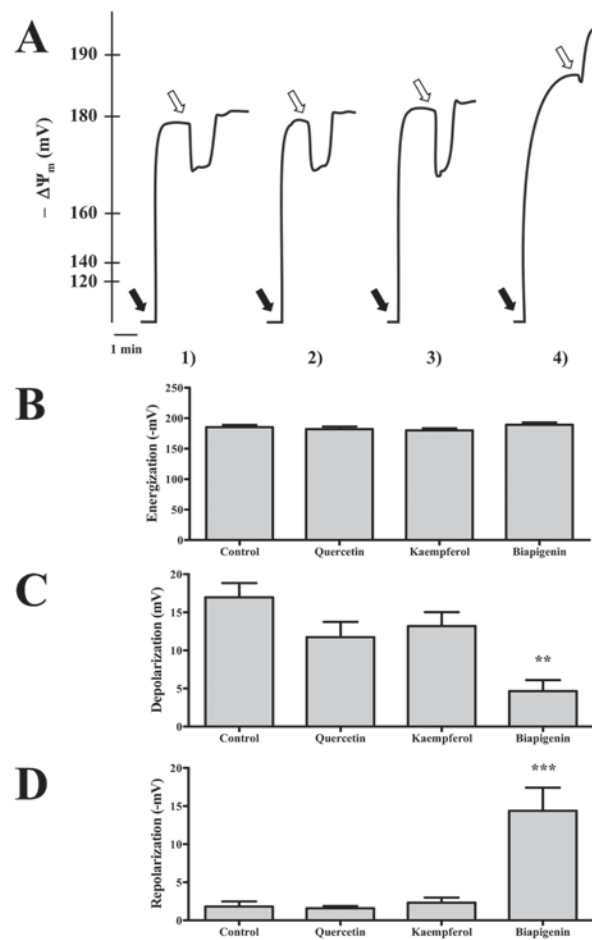 A
190
180
160
140
120
− ΔΨm (mV)
1 min
1) 2) 3) 4)
B
Energization (-mV)
250
200
150
100
50
0
Control Quercetin Kaempferol Biapigenin
C
Depolarization (mV)
20
15
10
5
0
**
Control Quercetin Kaempferol Biapigenin
D
Repolarization (-mV)
20
15
10
5
0
***
Control Quercetin Kaempferol Biapigenin